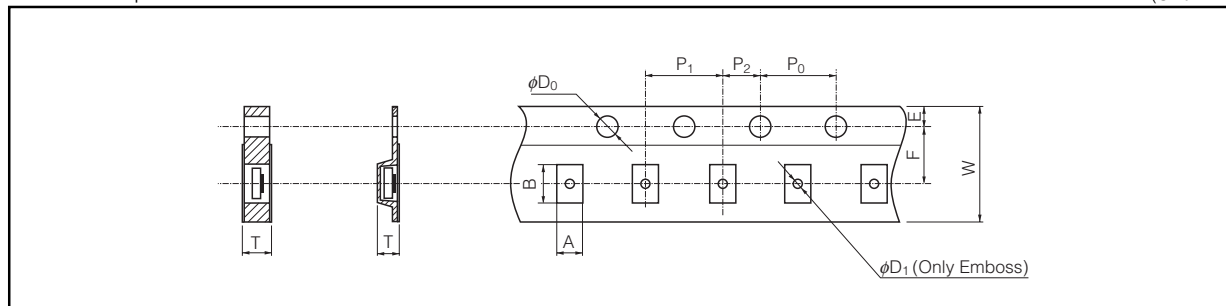 P₁ P₂ P₀
φD₀
E
F
W
B
A
T
T
φD₁ (Only Emboss)